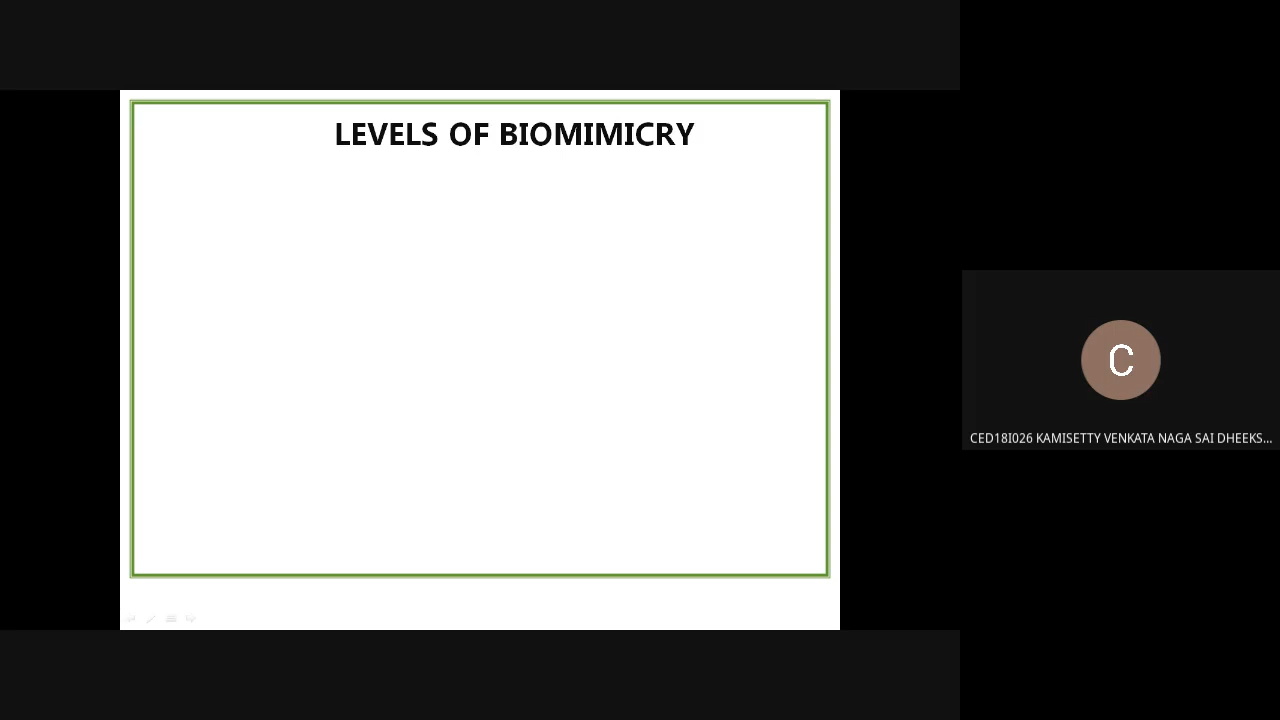 LEVELS OF BIOMIMICRY
C
CED18I026 KAMISETTY VENKATA NAGA SAI DHEEKS...